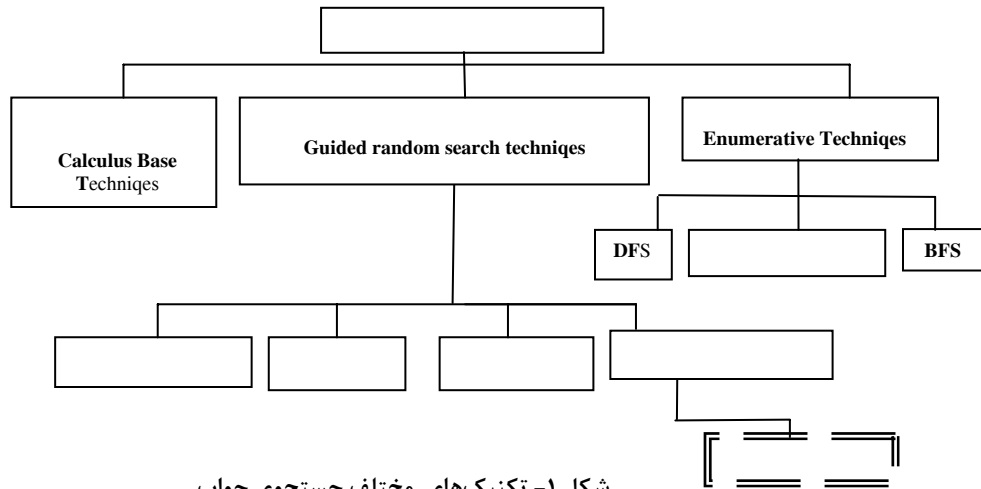 Calculus Base
Techniqes
Guided random search techniqes
Enumerative Techniqes
DFS
BFS
شکل ۱- تکنیک‌های مختلف جستجوی جواب